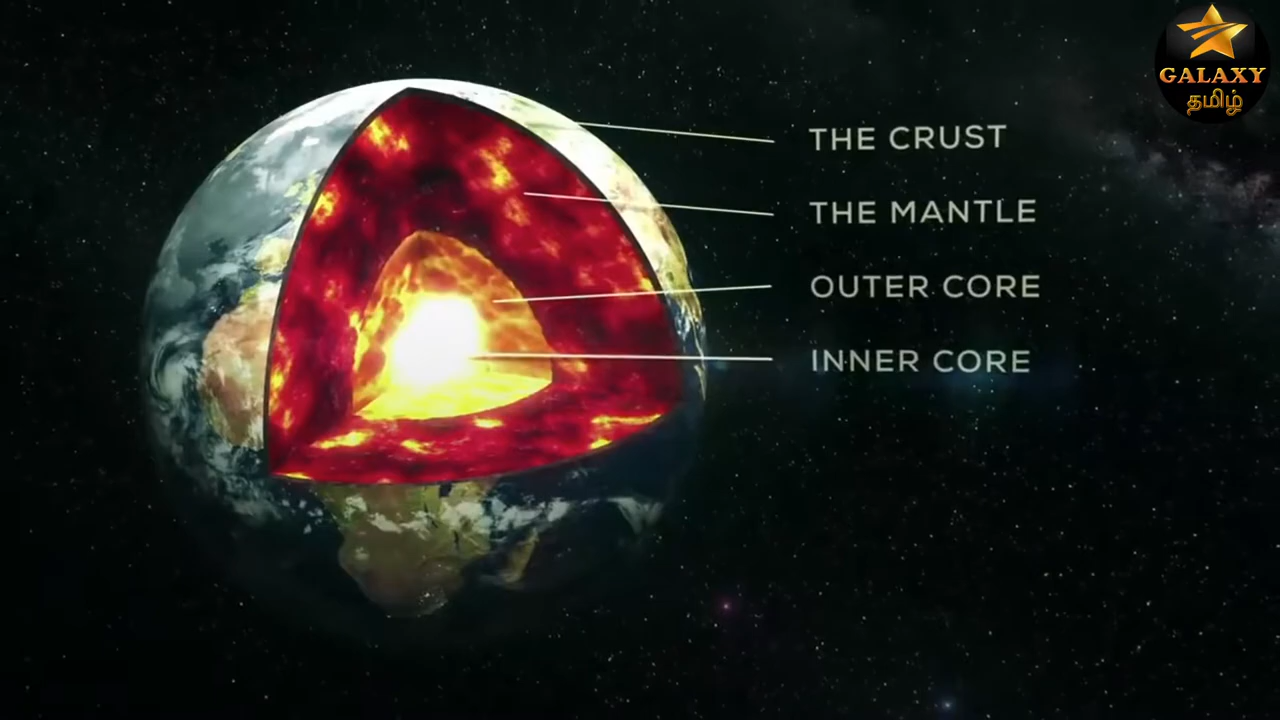 GALAXY
தமிழ்
THE CRUST
THE MANTLE
OUTER CORE
INNER CORE